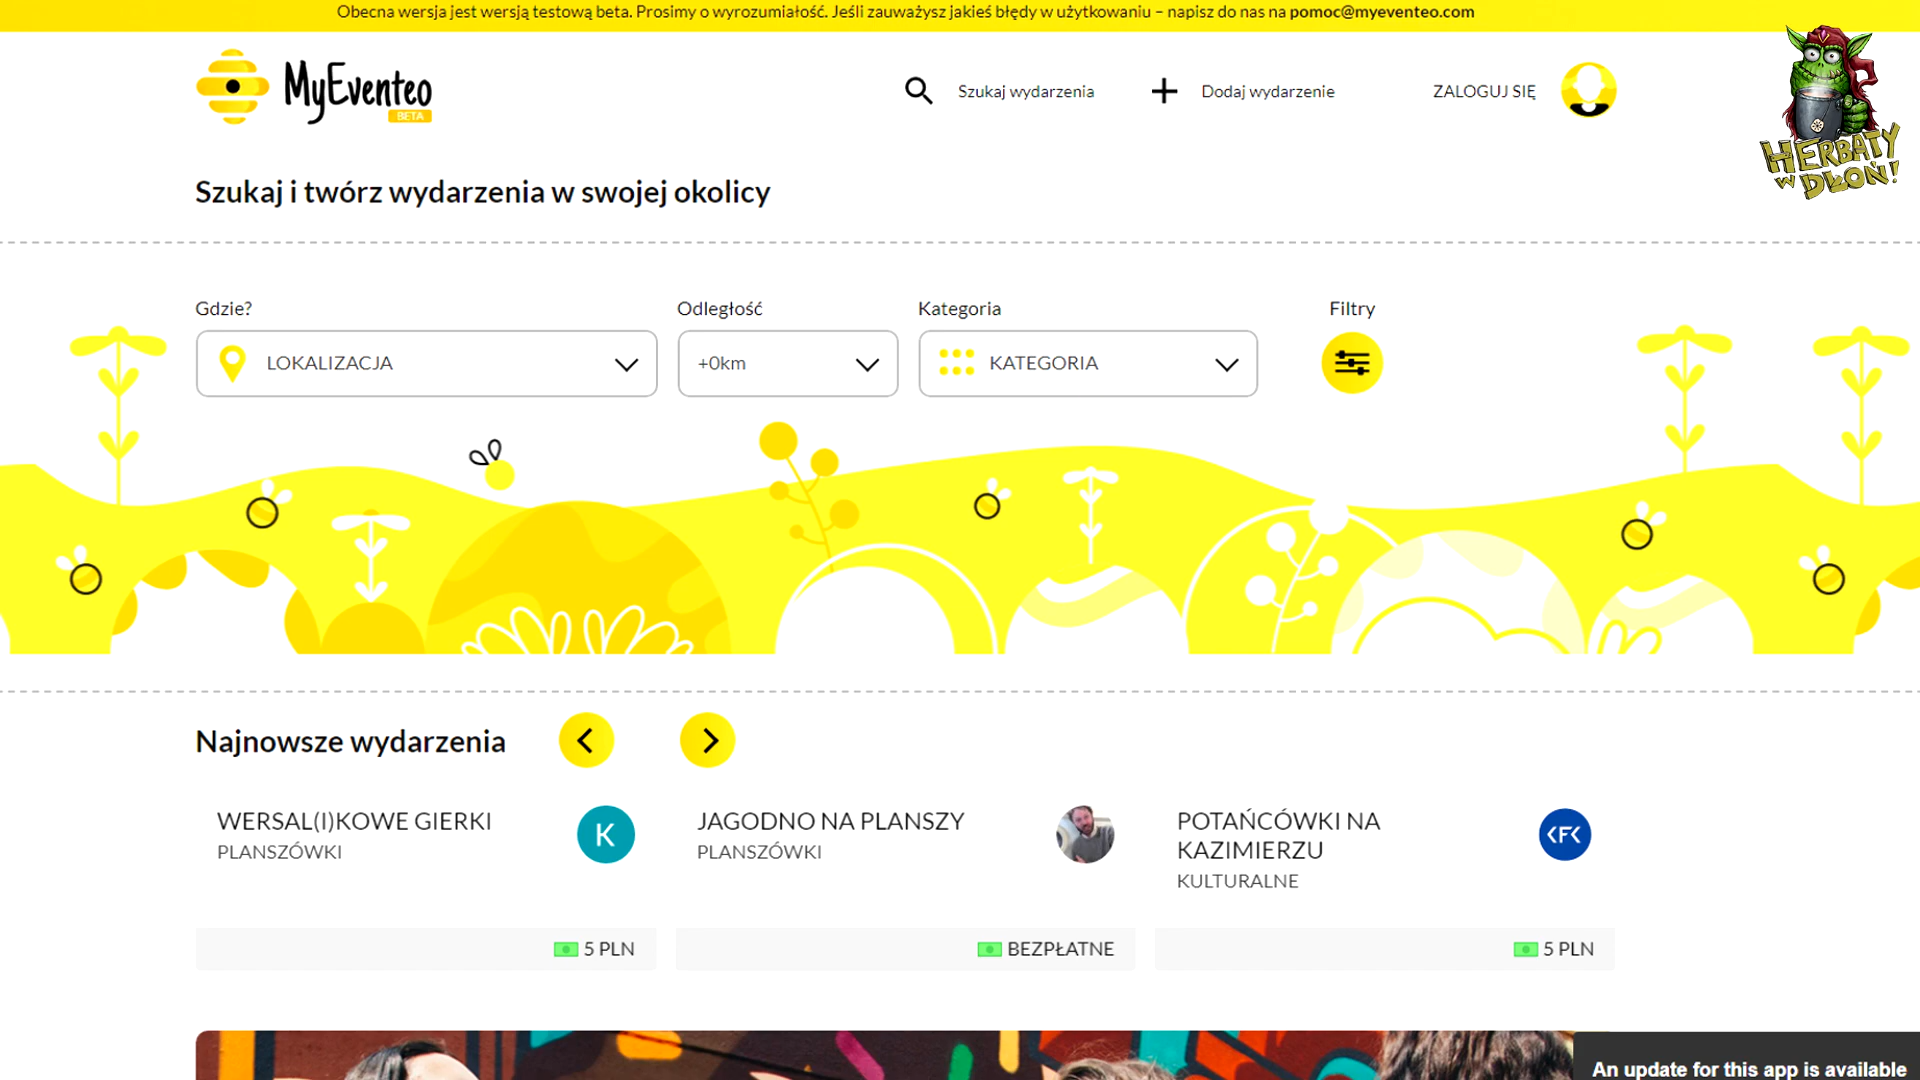 Obecna wersja jest wersją testową beta. Prosimy o wyrozumiałość. Jeśli zauważysz jakieś błędy w użytkowaniu – napisz do nas na pomoc@myeventeo.com
MyEventeo
BETA
Szukaj wydarzenia
Dodaj wydarzenie
ZALOGUJ SIĘ
HERBATY
W DŁOŃ!
Szukaj i twórz wydarzenia w swojej okolicy
Gdzie?
Odległość
Kategoria
Filtry
LOKALIZACJA
+0km
KATEGORIA
Najnowsze wydarzenia
WERSAL(I)KOWE GIERKI
PLANSZÓWKI
K
5 PLN
JAGODNO NA PLANSZY
PLANSZÓWKI
BEZPŁATNE
POTAŃCÓWKI NA
KAZIMIERZU
KULTURALNE
KFK
5 PLN
An update for this app is available